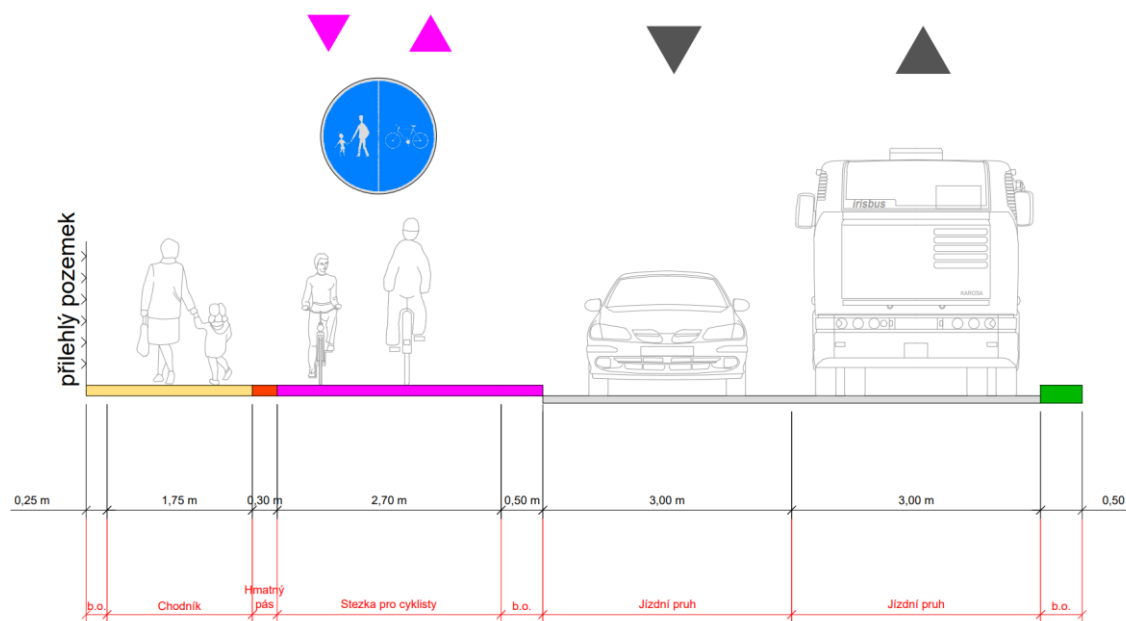 irisbus
KAROSA
přilehlý pozemek
0,25 m
1,75 m
0,30 m
2,70 m
0,50 m
3,00 m
3,00 m
0,50
b.o.
Chodník
Hmatný
pás
Stezka pro cyklisty
b.o.
Jízdní pruh
Jízdní pruh
b.o.